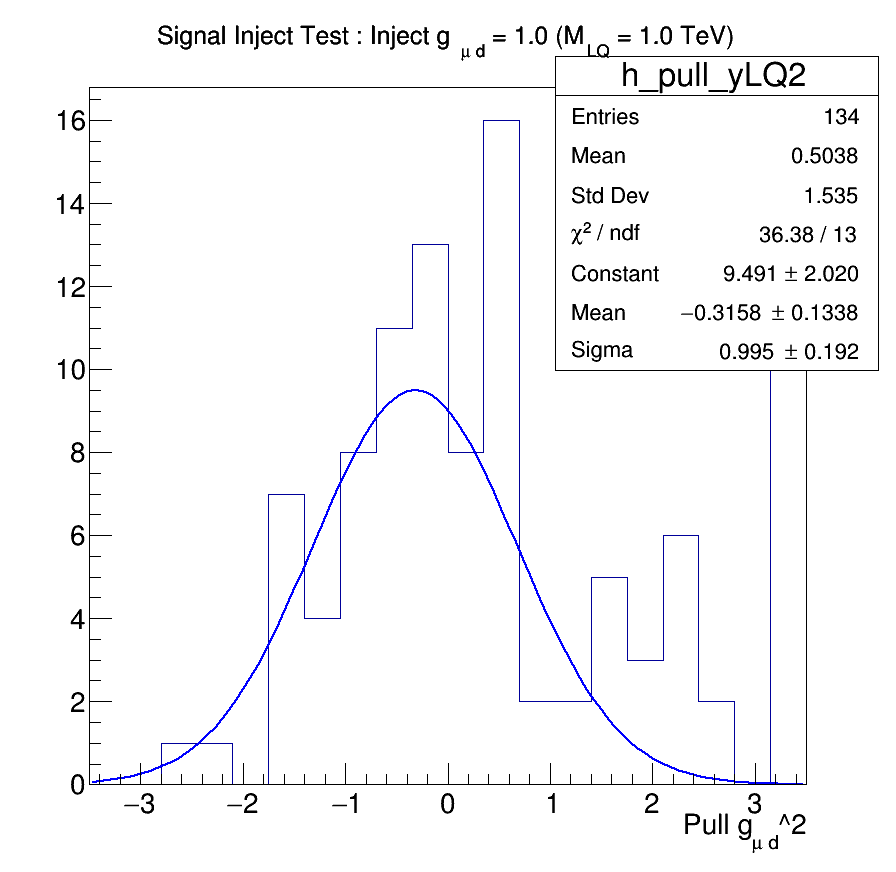 Signal Inject Test : Inject g μ d = 1.0 (M LQ = 1.0 TeV)
h_pull_yLQ2
Entries 134
Mean 0.5038
Std Dev 1.535
χ² / ndf 36.38 / 13
Constant 9.491 ± 2.020
Mean −0.3158 ± 0.1338
Sigma 0.995 ± 0.192
16
14
12
10
8
6
4
2
0
−3 −2 −1 0 1 2 3
Pull g μ d ^2